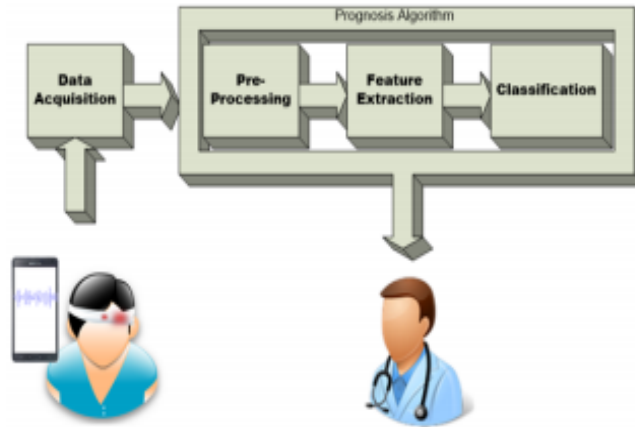 Prognosis Algorithm
Data
Acquisition
Pre-
Processing
Feature
Extraction
Classification